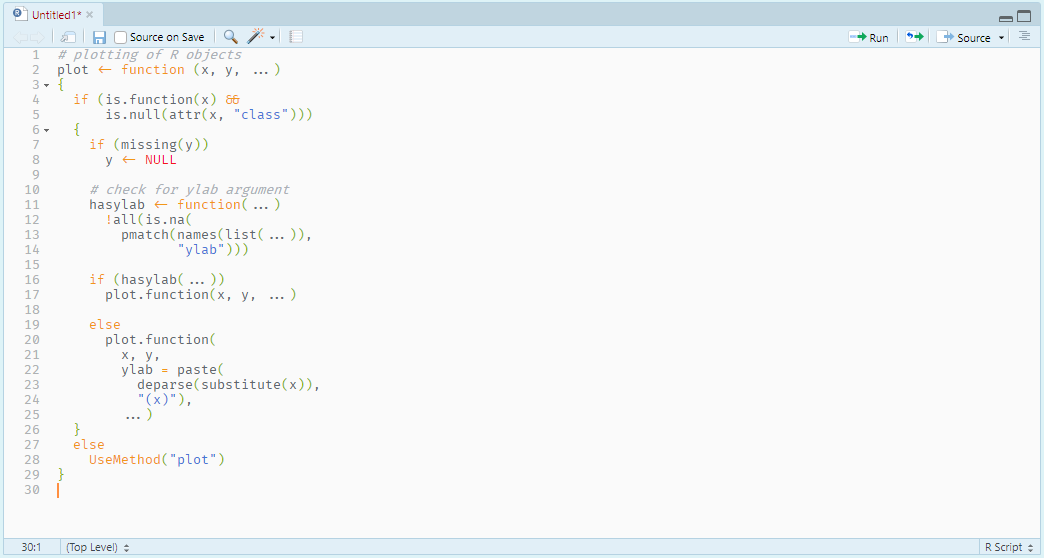 Untitled1*
Source on Save
Run
Source
1 # plotting of R objects
2 plot <- function (x, y, ...)
3 {
4   if (is.function(x) &&
5       is.null(attr(x, "class")))
6   {
7     if (missing(y))
8       y <- NULL
9
10     # check for ylab argument
11     hasylab <- function(...)
12       !all(is.na(
13         pmatch(names(list(...)),
14                "ylab")))
15
16     if (hasylab(...))
17       plot.function(x, y, ...)
18
19     else
20       plot.function(
21         x, y,
22         ylab = paste(
23           deparse(substitute(x)),
24           "(x)"),
25         ...)
26   }
27   else
28     UseMethod("plot")
29 }
30
30:1 (Top Level) R Script